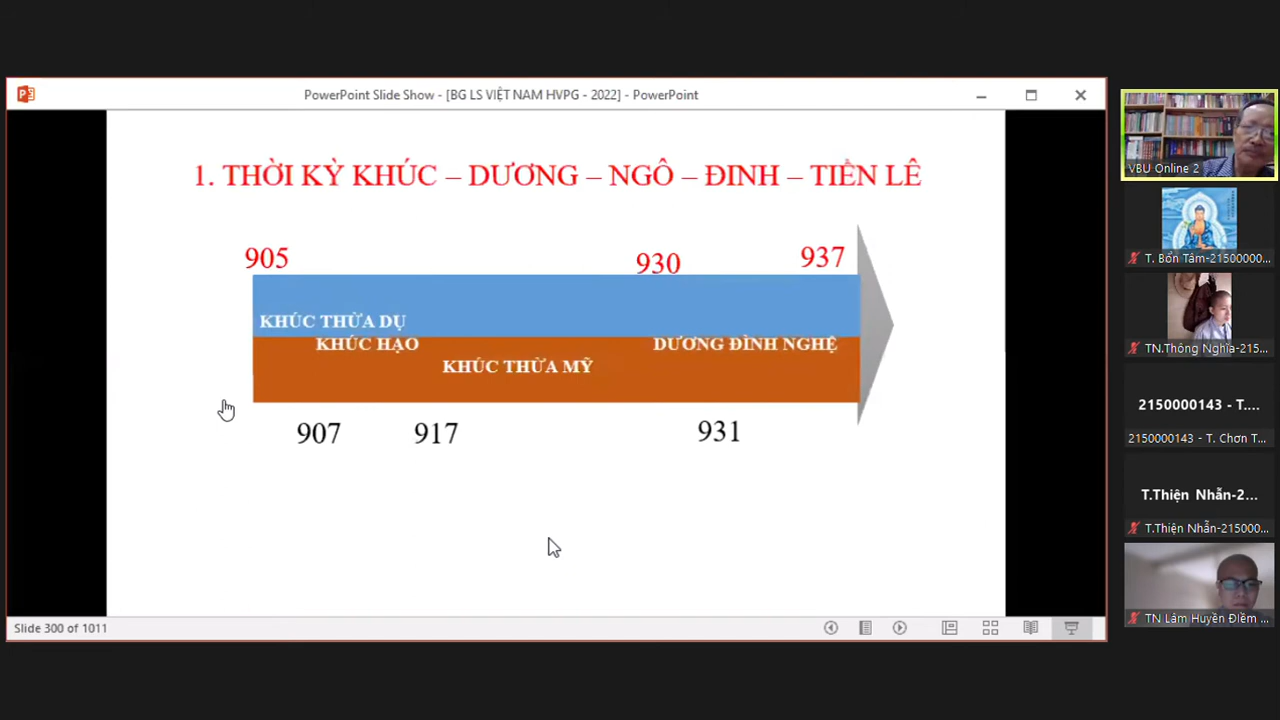 PowerPoint Slide Show - [BG LS VIỆT NAM HVPG - 2022] - PowerPoint
1. THỜI KỲ KHÚC – DƯƠNG – NGÔ – ĐINH – TIỀN LÊ
905
930
937
KHÚC THỪA DỤ
KHÚC HẠO
DƯƠNG ĐÌNH NGHỆ
KHÚC THỪA MỸ
907
917
931
Slide 300 of 1011
VBU Online 2
T. Bổn Tâm-21500000...
TN.Thông Nghĩa-215...
2150000143 - T....
2150000143 - T. Chơn T...
T.Thiện Nhẫn-2...
T.Thiện Nhẫn-215000...
TN Lâm Huyền Điềm ...